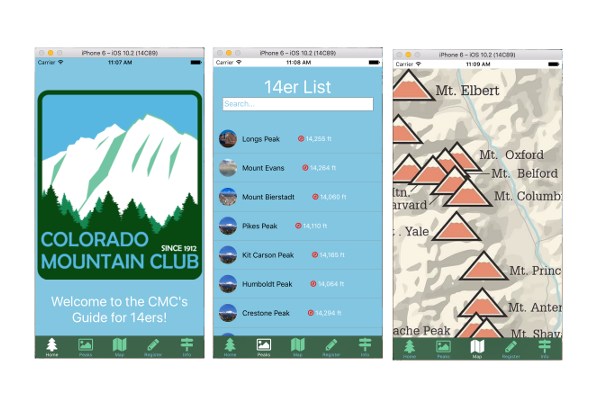 iPhone 6 – iOS 10.2 (14C89)
Carrier
11:07 AM
COLORADO
SINCE 1912
MOUNTAIN CLUB
Welcome to the CMC's
Guide for 14ers!
Home
Peaks
Map
Register
Info
iPhone 6 – iOS 10.2 (14C89)
Carrier
11:08 AM
14er List
Search...
Longs Peak 14,255 ft
Mount Evans 14,264 ft
Mount Bierstadt 14,060 ft
Pikes Peak 14,110 ft
Kit Carson Peak 14,165 ft
Humboldt Peak 14,064 ft
Crestone Peak 14,294 ft
Home
Peaks
Map
Register
Info
iPhone 6 – iOS 10.2 (14C89)
Carrier
11:09 AM
Mt. Elbert
Mt. Oxford
Mt. Belford
Mt. Columb
ltn.
arvard
t. Yale
Mt. Princ
Mt. Anter
ache Peak
Mt. Shav
Home
Peaks
Map
Register
Info